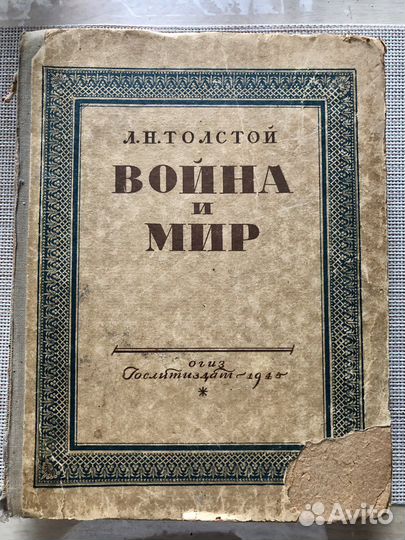 Л.Н.ТОЛСТОЙ
ВОЙНА
И
МИР
ОГИЗ
Гослитиздат-1945
Avito